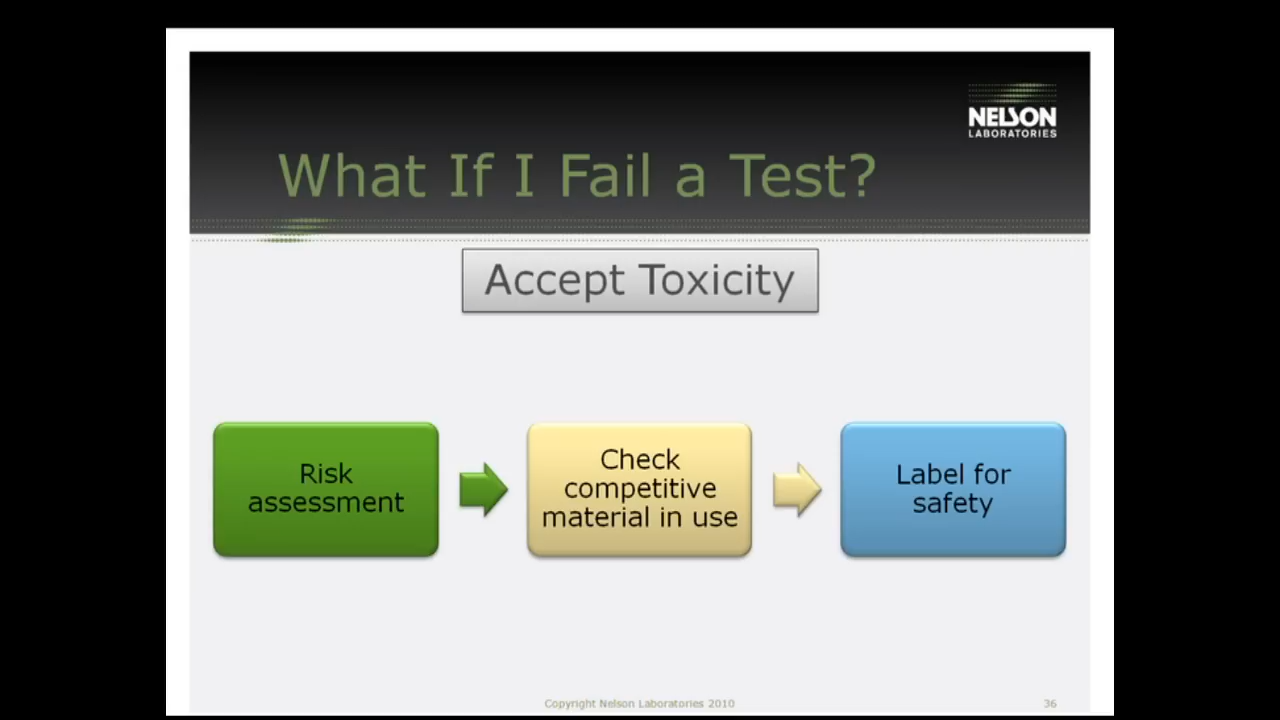 NELSON
LABORATORIES
What If I Fail a Test?
Accept Toxicity
Risk
assessment
Check
competitive
material in use
Label for
safety
Copyright Nelson Laboratories 2010
36